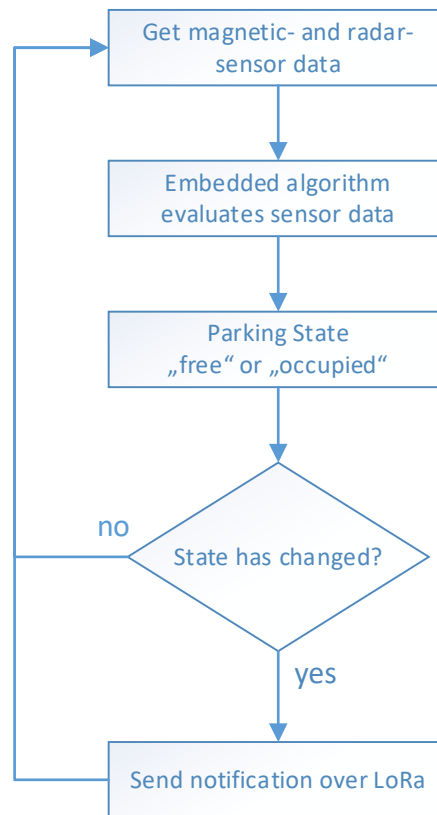 Get magnetic- and radar-
sensor data
Embedded algorithm
evaluates sensor data
Parking State
„free“ or „occupied“
no
State has changed?
yes
Send notification over LoRa